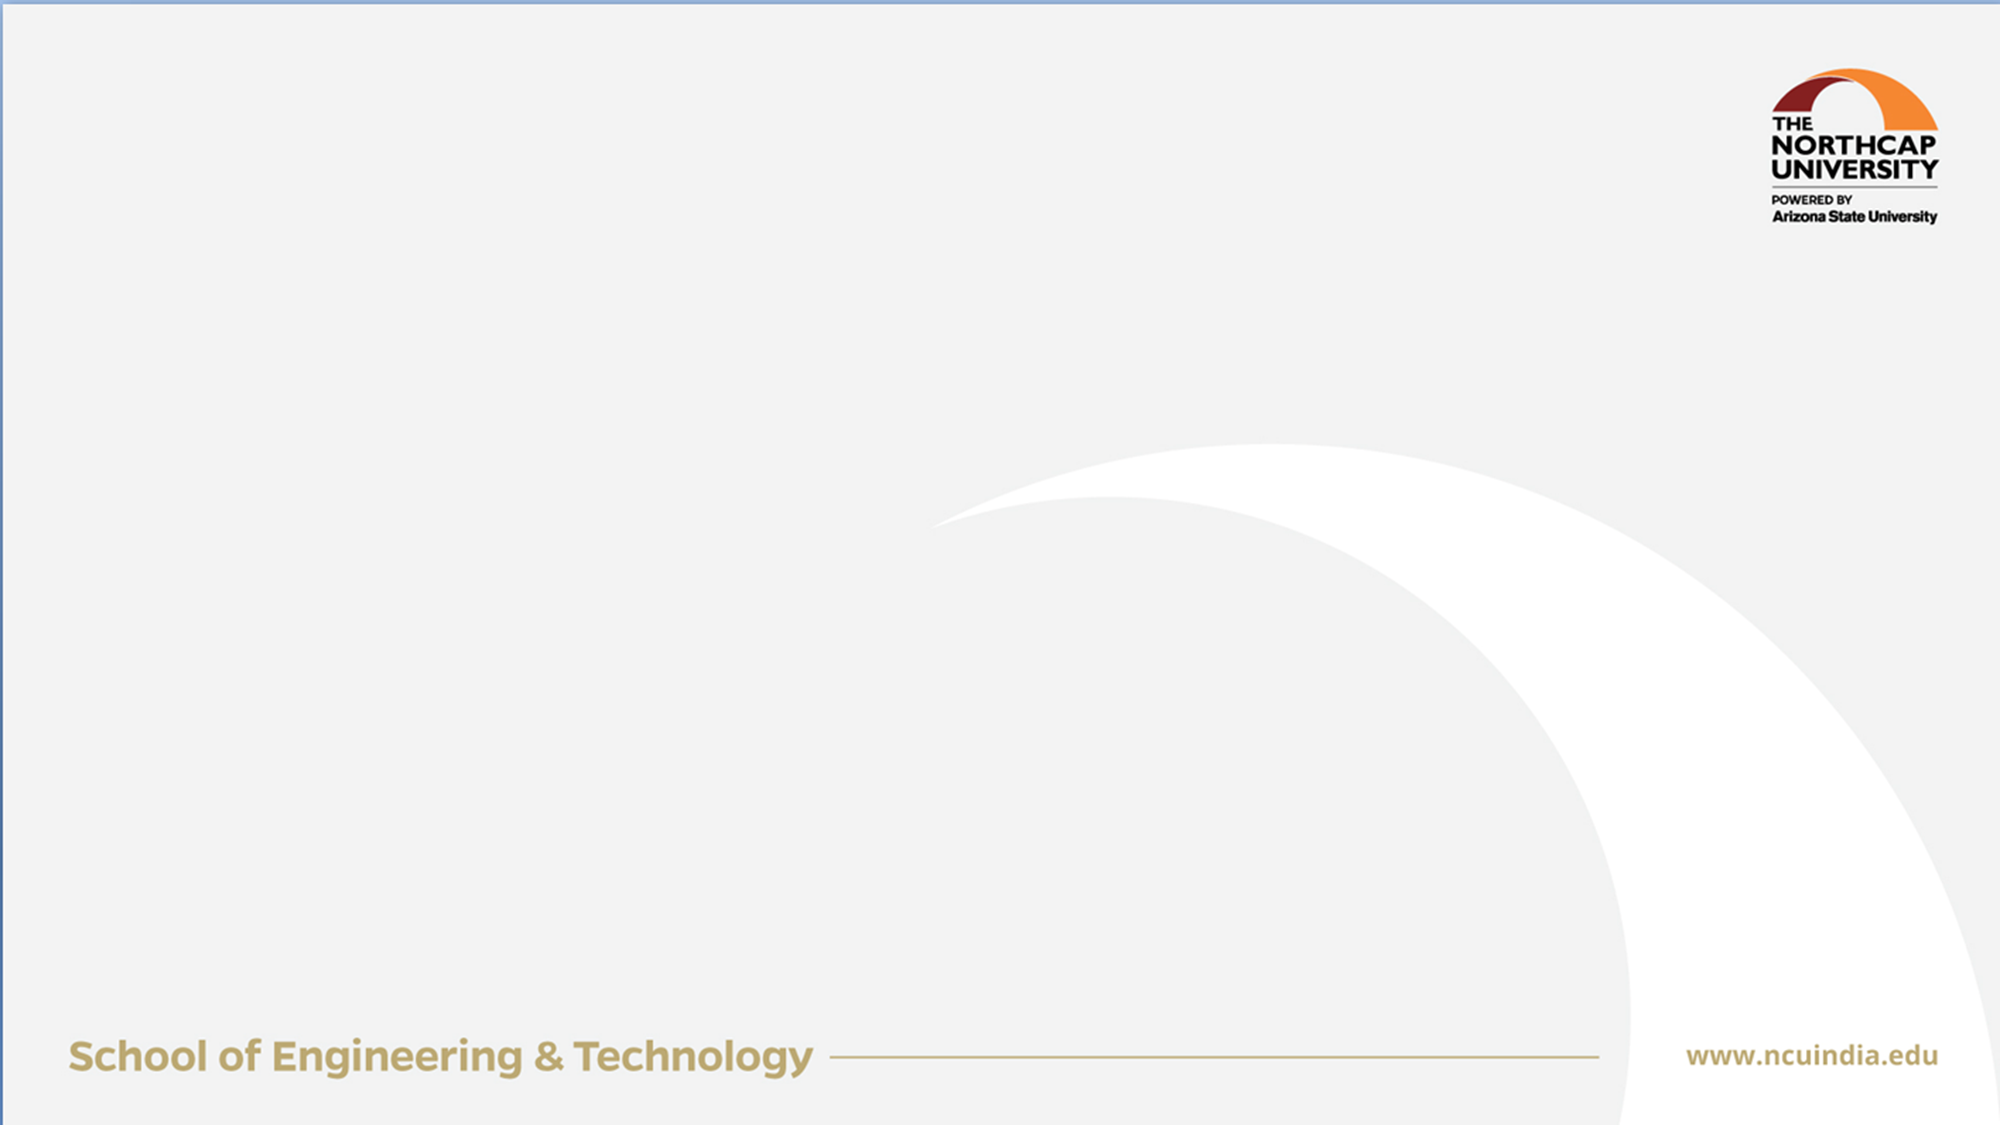 THE
NORTHCAP
UNIVERSITY
POWERED BY
Arizona State University
School of Engineering & Technology
www.ncuindia.edu